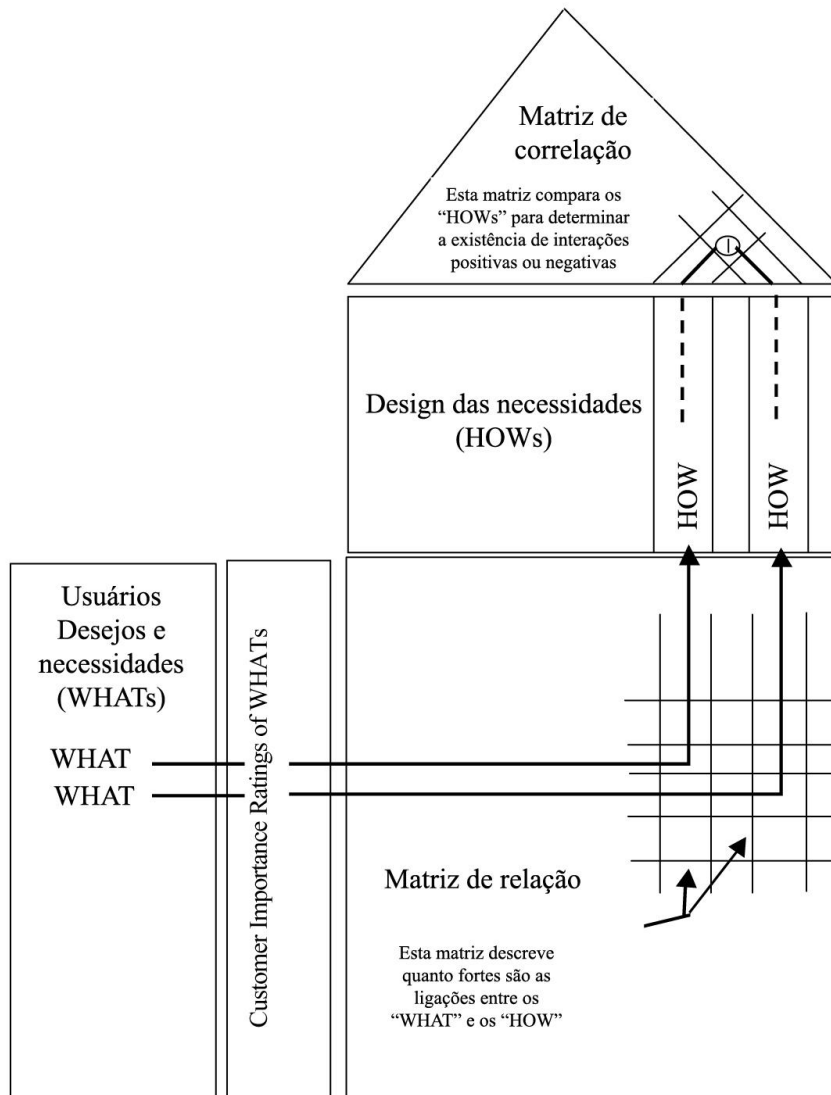 Matriz de
correlação
Esta matriz compara os
“HOWs” para determinar
a existência de interações
positivas ou negativas
Design das necessidades
(HOWs)
HOW
HOW
Usuários
Desejos e
necessidades
(WHATs)
WHAT
WHAT
Customer Importance Ratings of WHATs
Matriz de relação
Esta matriz descreve
quanto fortes são as
ligações entre os
“WHAT” e os “HOW”